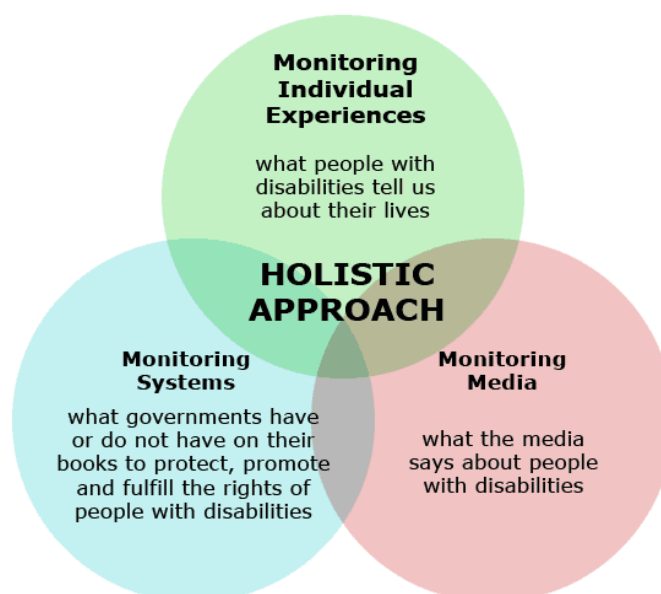 Monitoring
Individual
Experiences
what people with
disabilities tell us
about their lives
HOLISTIC
APPROACH
Monitoring
Systems
what governments have
or do not have on their
books to protect, promote
and fulfill the rights of
people with disabilities
Monitoring
Media
what the media
says about people
with disabilities